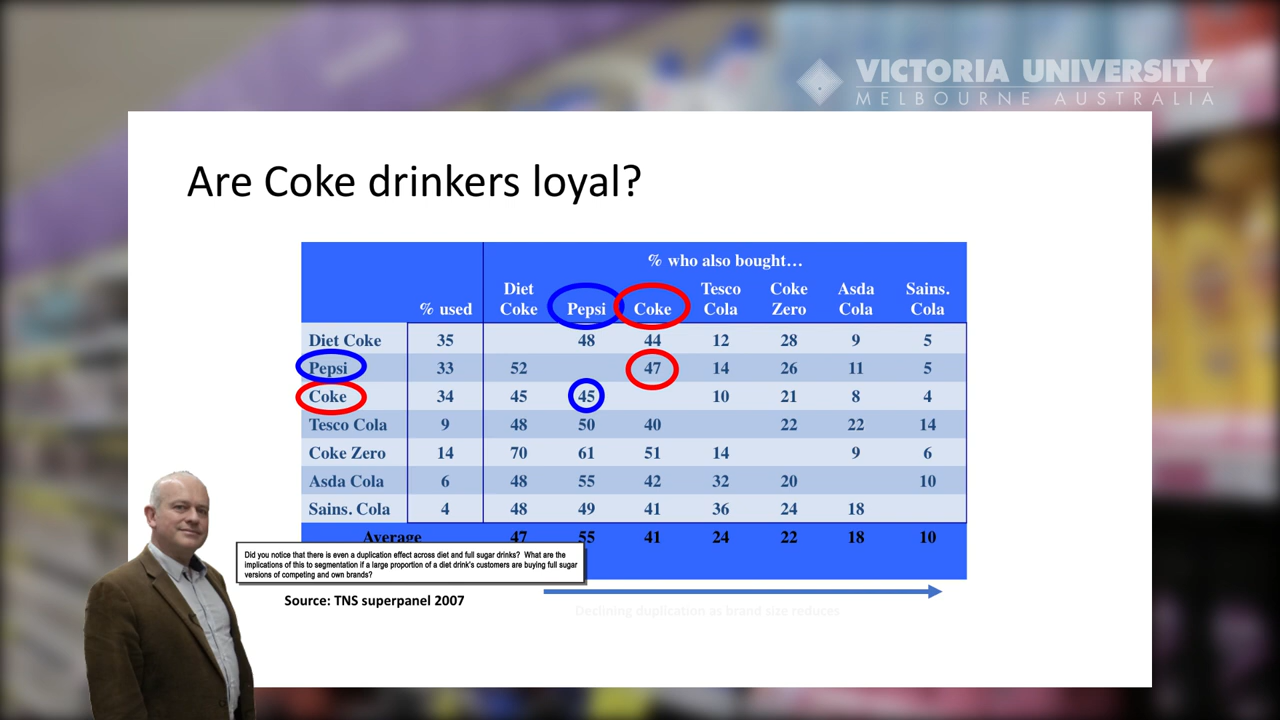 VICTORIA UNIVERSITY
MELBOURNE AUSTRALIA
Are Coke drinkers loyal?
% who also bought…
% used Diet Coke Pepsi Coke Tesco Cola Coke Zero Asda Cola Sains. Cola
Diet Coke 35 48 44 12 28 9 5
Pepsi 33 52 47 14 26 11 5
Coke 34 45 45 10 21 8 4
Tesco Cola 9 48 50 40 22 22 14
Coke Zero 14 70 61 51 14 9 6
Asda Cola 6 48 55 42 32 20 10
Sains. Cola 4 48 49 41 36 24 18
Average 47 55 41 24 22 18 10
Did you notice that there is even a duplication effect across diet and full sugar drinks? What are the
implications of this to segmentation if a large proportion of a diet drink's customers are buying full sugar
versions of competing and own brands?
Source: TNS superpanel 2007
Declining duplication as brand size reduces